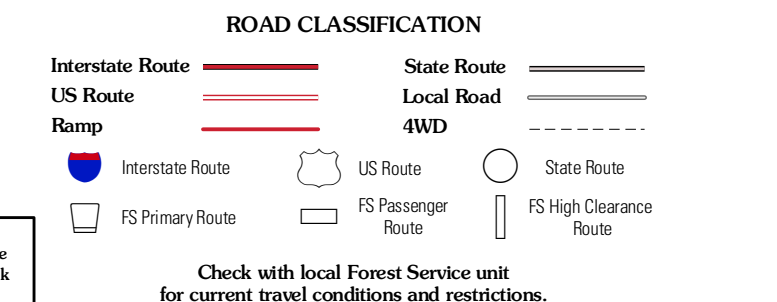 ROAD CLASSIFICATION
Interstate Route
State Route
US Route
Local Road
Ramp
4WD
Interstate Route
US Route
State Route
FS Primary Route
FS Passenger
Route
FS High Clearance
Route
e
k
Check with local Forest Service unit
for current travel conditions and restrictions.